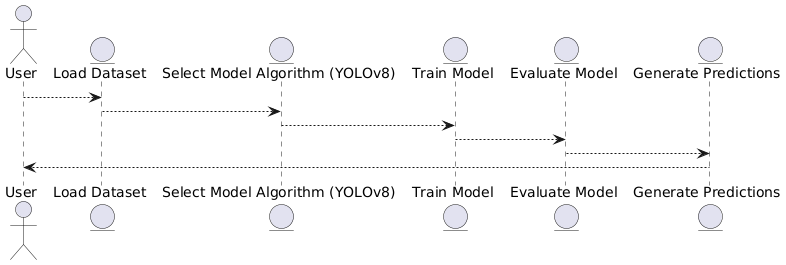 User Load Dataset Select Model Algorithm (YOLOv8) Train Model Evaluate Model Generate Predictions
User Load Dataset Select Model Algorithm (YOLOv8) Train Model Evaluate Model Generate Predictions